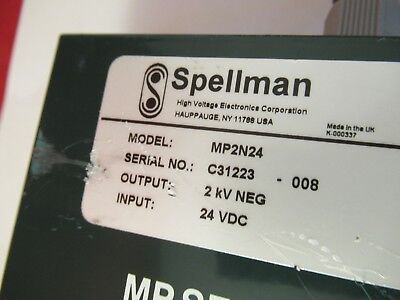 Spellman
High Voltage Electronics Corporation
HAUPPAUGE, NY 11788 USA
Made in the UK
K-000337
MODEL: MP2N24
SERIAL NO.: C31223 - 008
OUTPUT: 2 kV NEG
INPUT: 24 VDC
MP